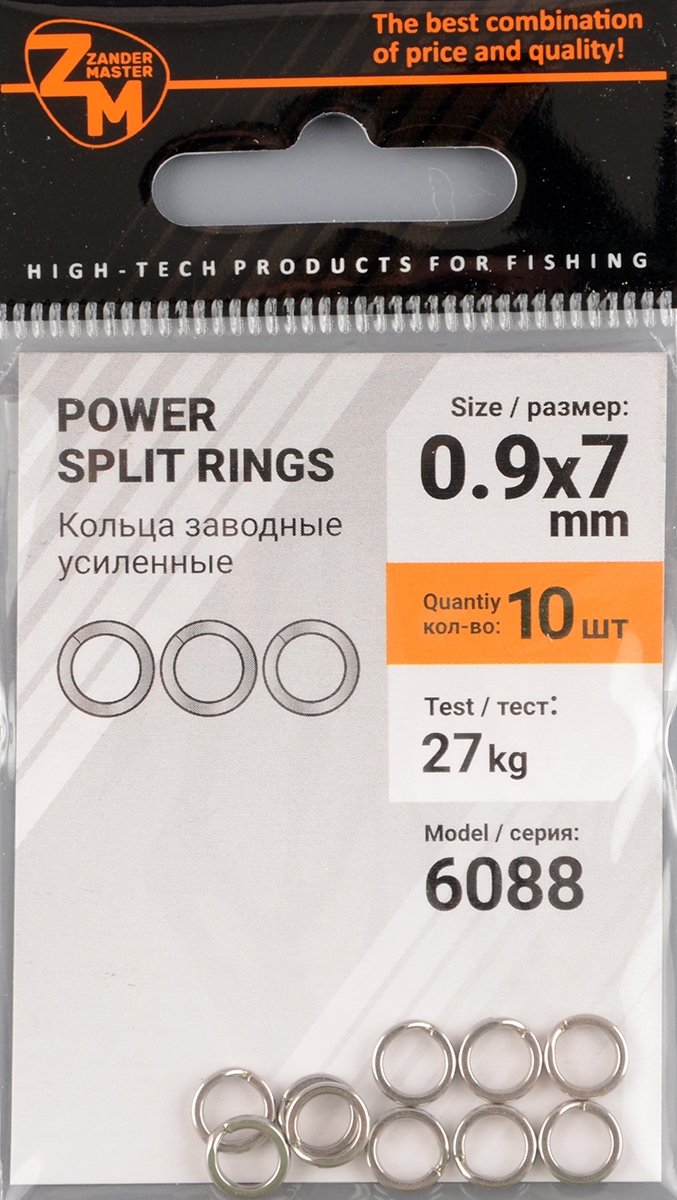 ZM
ZANDER
MASTER
The best combination
of price and quality!
HIGH-TECH PRODUCTS FOR FISHING
POWER
SPLIT RINGS
Кольца заводные
усиленные
Size / размер:
0.9x7
mm
Quantiy
кол-во: 10 шт
Test / тест:
27 kg
Model / серия:
6088